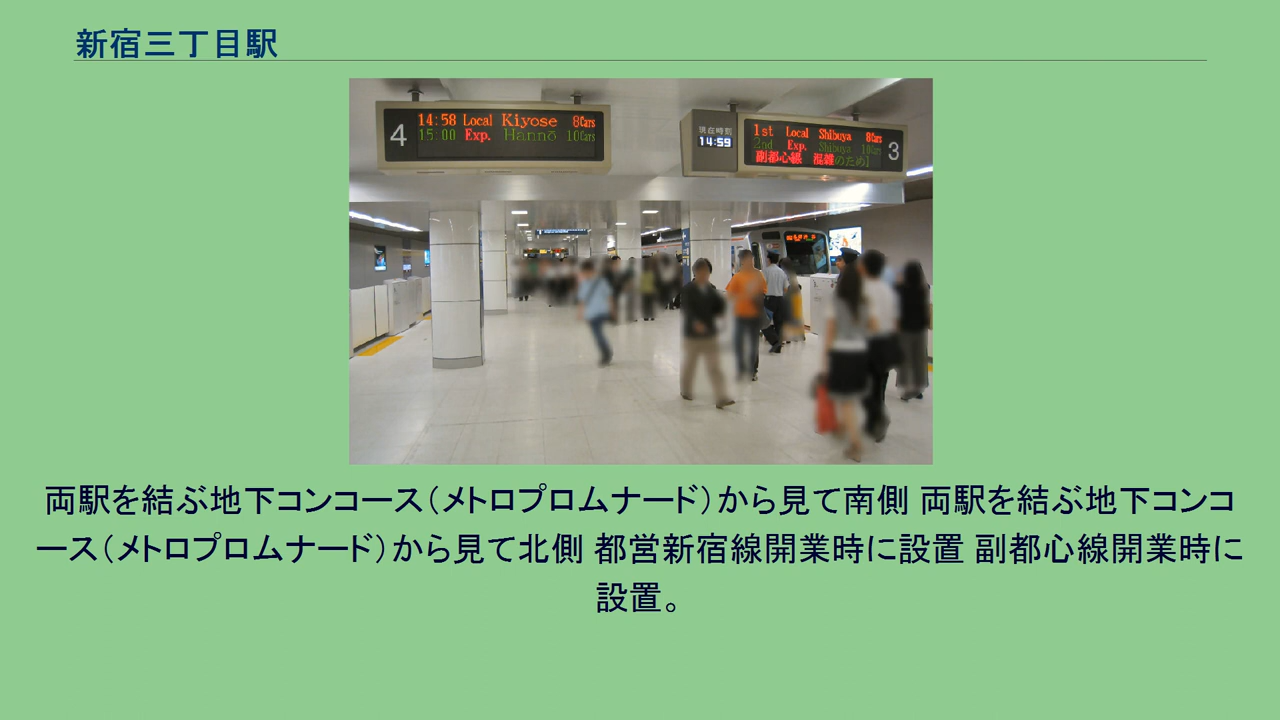 新宿三丁目駅
4
14:58 Local Kiyose 8Cars
15:00 Exp. Hannō 10Cars
現在時刻
14:59
1st Local Shibuya 8Cars
2nd Exp. Shibuya 10Cars
副都心線 混雑のため
3
両駅を結ぶ地下コンコース（メトロプロムナード）から見て南側 両駅を結ぶ地下コンコ
ース（メトロプロムナード）から見て北側 都営新宿線開業時に設置 副都心線開業時に
設置。